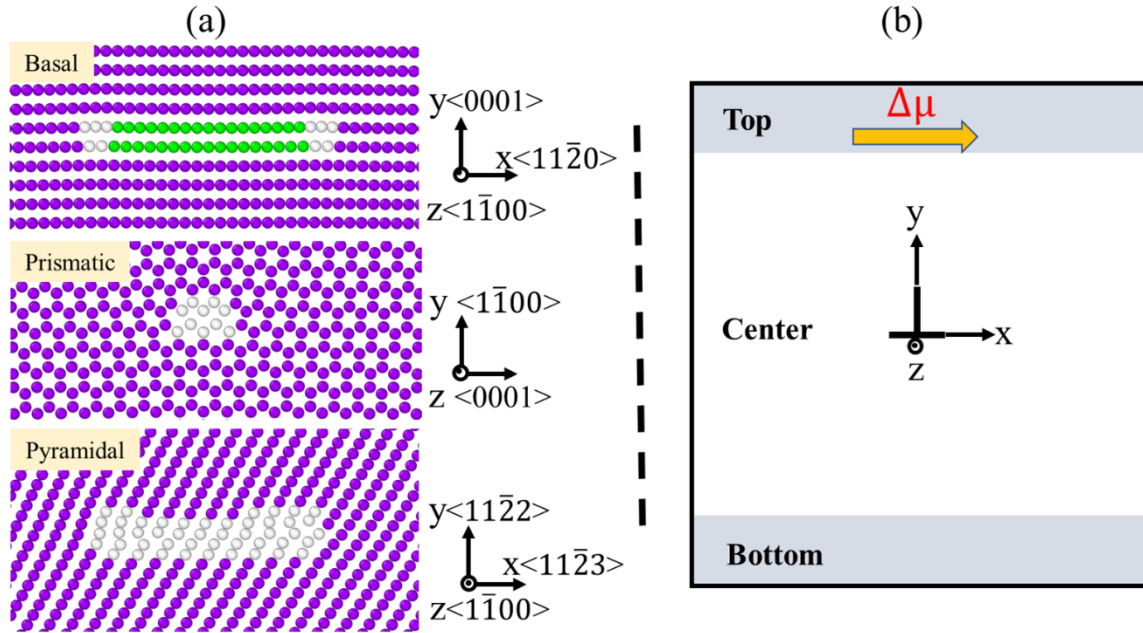 (a)
Basal
y<0001>
x<112̄0>
z<11̄00>
Prismatic
y <11̄00>
z <0001>
Pyramidal
y<112̄2>
x<112̄3>
z<11̄00>
(b)
Top
Δμ
y
Center
x
z
Bottom